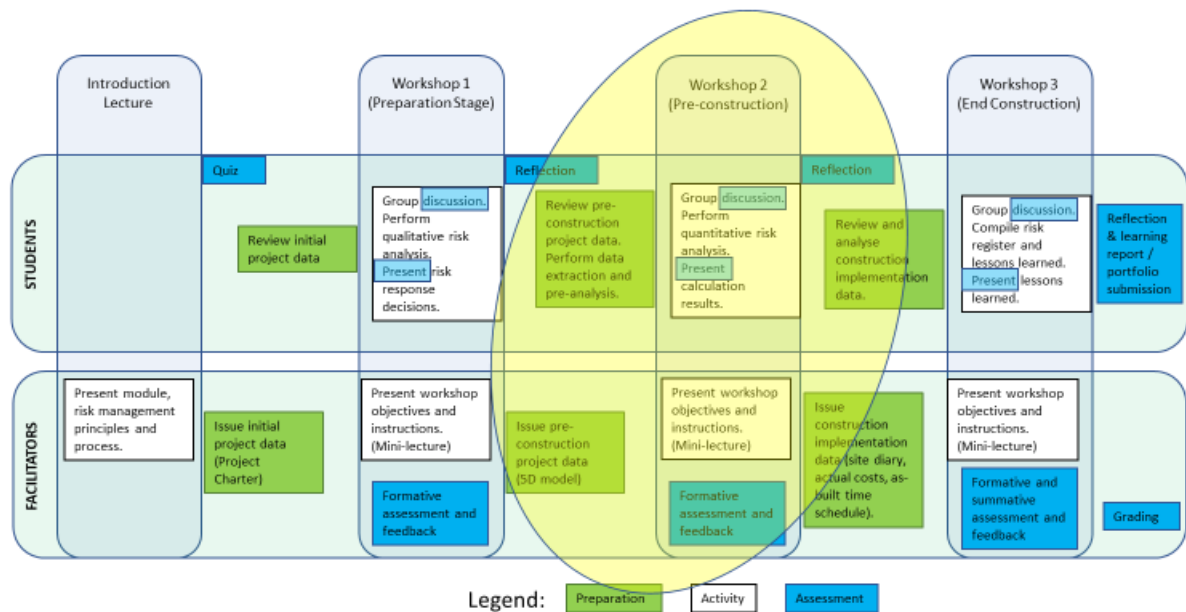 Introduction
Lecture
Workshop 1
(Preparation Stage)
Workshop 2
(Pre-construction)
Workshop 3
(End Construction)
STUDENTS
Quiz
Review initial
project data
Group discussion.
Perform
qualitative risk
analysis.
Present risk
response
decisions.
Reflection
Review pre-
construction
project data.
Perform data
extraction and
pre-analysis.
Group discussion.
Perform
quantitative risk
analysis.
Present
calculation
results.
Reflection
Review and
analyse
construction
implementation
data.
Group discussion.
Compile risk
register and
lessons learned.
Present lessons
learned.
Reflection
& learning
report /
portfolio
submission
FACILITATORS
Present module,
risk management
principles and
process.
Issue initial
project data
(Project
Charter)
Present workshop
objectives and
instructions.
(Mini-lecture)
Formative
assessment and
feedback
Issue pre-
construction
project data
(5D model)
Present workshop
objectives and
instructions.
(Mini-lecture)
Formative
assessment and
feedback
Issue
construction
implementation
data (site diary,
actual costs, as-
built time
schedule).
Present workshop
objectives and
instructions.
(Mini-lecture)
Formative and
summative
assessment and
feedback
Grading
Legend: Preparation Activity Assessment